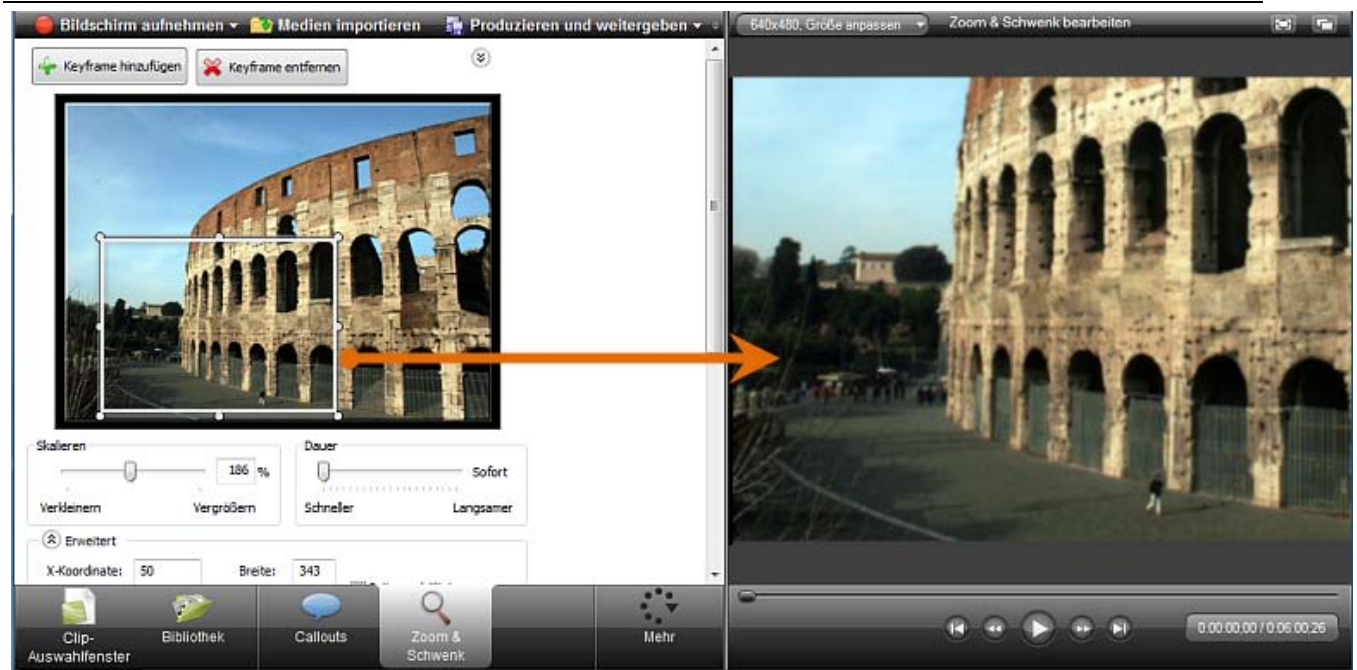 Bildschirm aufnehmen Medien importieren Produzieren und weitergeben
640x480, Größe anpassen Zoom & Schwenk bearbeiten
Keyframe hinzufügen Keyframe entfernen
Skalieren
186 %
Verkleinern Vergrößern
Dauer
Sofort
Schneller Langsamer
Erweitert
X-Koordinate: 50 Breite: 343
Clip-
Auswahlfenster
Bibliothek
Callouts
Zoom &
Schwenk
Mehr
0:00:00,00 / 0:06:00,26